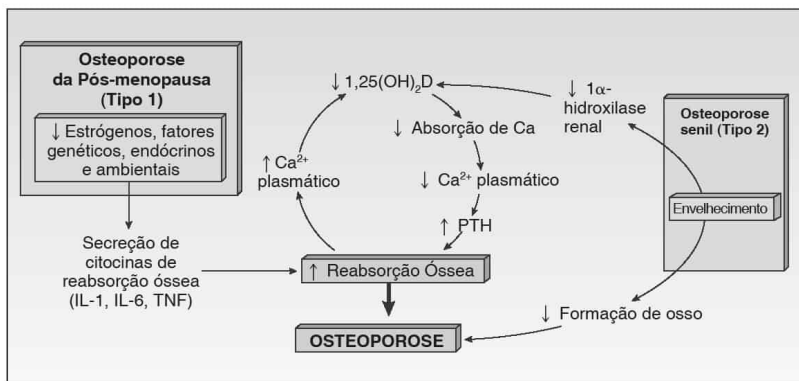 Osteoporose
da Pós-menopausa
(Tipo 1)
↓ Estrógenos, fatores
genéticos, endócrinos
e ambientais
Secreção de
citocinas de
reabsorção óssea
(IL-1, IL-6, TNF)
↓ 1,25(OH)₂D
↓ Absorção de Ca
↓ Ca²⁺ plasmático
↑ PTH
↑ Reabsorção Óssea
↑ Ca²⁺
plasmático
OSTEOPOROSE
↓ 1α-
hidroxilase
renal
Osteoporose
senil (Tipo 2)
Envelhecimento
↓ Formação de osso